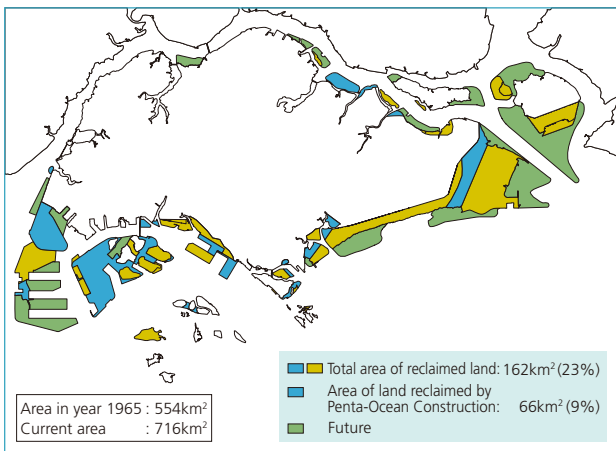 Total area of reclaimed land: 162km² (23%)
Area of land reclaimed by
Penta-Ocean Construction: 66km² (9%)
Future
Area in year 1965 : 554km²
Current area : 716km²